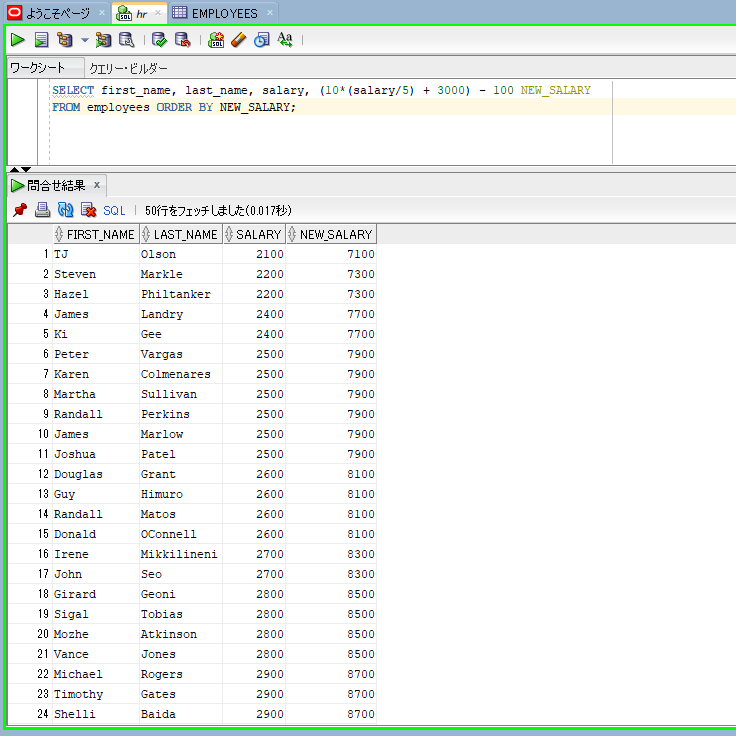 ようこそページ × hr × EMPLOYEES ×
ワークシート クエリー・ビルダー
SELECT first_name, last_name, salary, (10*(salary/5) + 3000) - 100 NEW_SALARY
FROM employees ORDER BY NEW_SALARY;
問合せ結果 ×
SQL | 50行をフェッチしました(0.017秒)
FIRST_NAME LAST_NAME SALARY NEW_SALARY
1 TJ Olson 2100 7100
2 Steven Markle 2200 7300
3 Hazel Philtanker 2200 7300
4 James Landry 2400 7700
5 Ki Gee 2400 7700
6 Peter Vargas 2500 7900
7 Karen Colmenares 2500 7900
8 Martha Sullivan 2500 7900
9 Randall Perkins 2500 7900
10 James Marlow 2500 7900
11 Joshua Patel 2500 7900
12 Douglas Grant 2600 8100
13 Guy Himuro 2600 8100
14 Randall Matos 2600 8100
15 Donald OConnell 2600 8100
16 Irene Mikkilineni 2700 8300
17 John Seo 2700 8300
18 Girard Geoni 2800 8500
19 Sigal Tobias 2800 8500
20 Mozhe Atkinson 2800 8500
21 Vance Jones 2800 8500
22 Michael Rogers 2900 8700
23 Timothy Gates 2900 8700
24 Shelli Baida 2900 8700